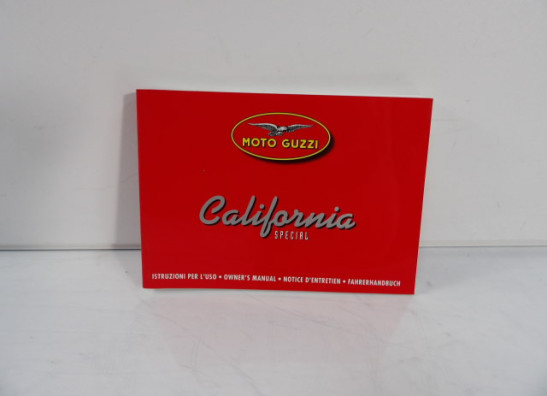 MOTO GUZZI
California
SPECIAL
ISTRUZIONI PER L'USO • OWNER'S MANUAL • NOTICE D'ENTRETIEN • FAHRERHANDBUCH